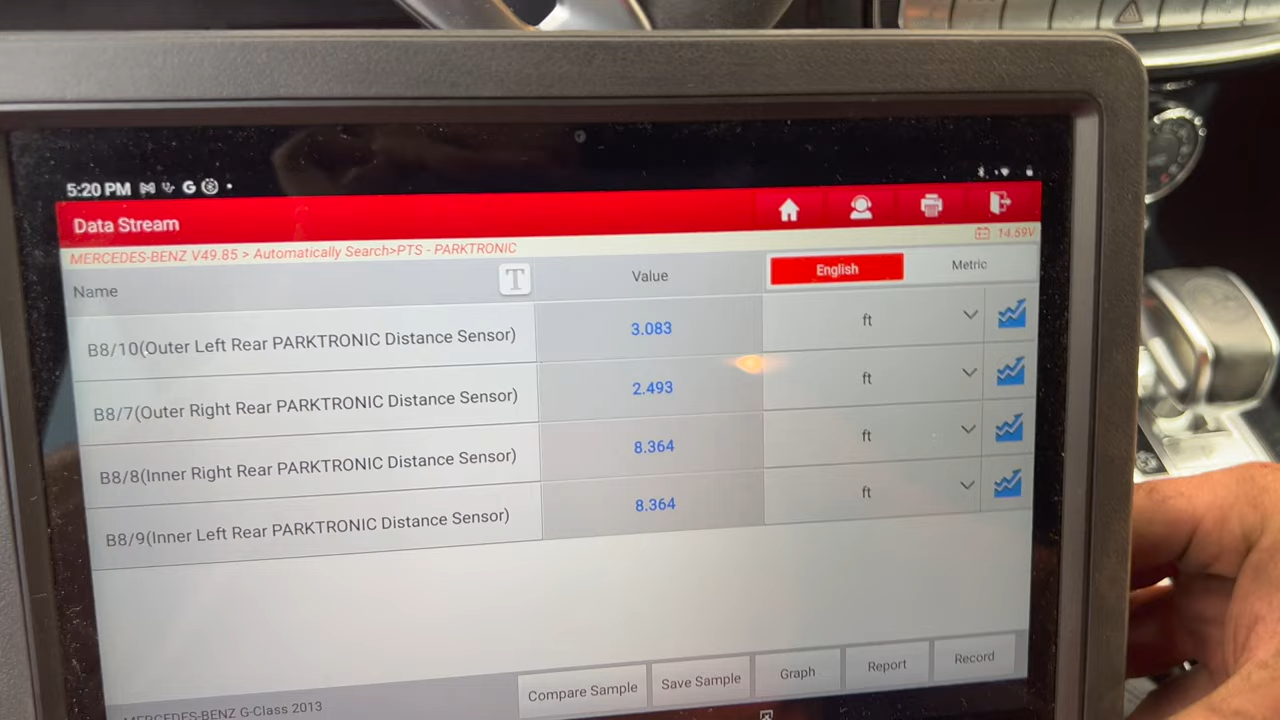 5:20 PM
Data Stream
MERCEDES-BENZ V49.85 > Automatically Search>PTS - PARKTRONIC
14.59V
Name
T
Value
English
Metric
B8/10(Outer Left Rear PARKTRONIC Distance Sensor)
3.083
ft
B8/7(Outer Right Rear PARKTRONIC Distance Sensor)
2.493
ft
B8/8(Inner Right Rear PARKTRONIC Distance Sensor)
8.364
ft
B8/9(Inner Left Rear PARKTRONIC Distance Sensor)
8.364
ft
Compare Sample
Save Sample
Graph
Report
Record
MERCEDES-BENZ G-Class 2013